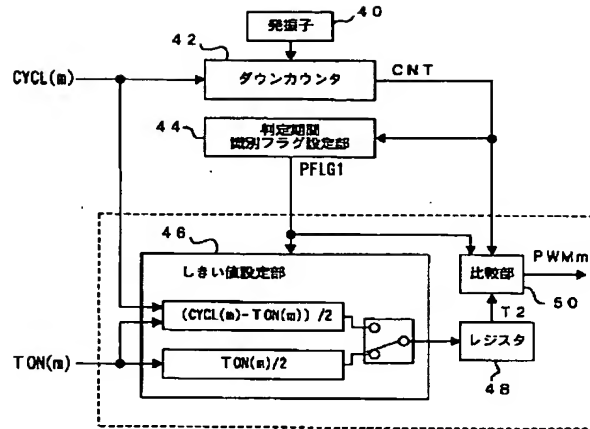 40
発振子
42
CYCL(m)
ダウンカウンタ
CNT
44
判定期間
識別フラグ設定部
PFLG1
46
しきい値設定部
比較部
PWMm
50
(CYCL(m)-TON(m))/2
T2
TON(m)
TON(m)/2
レジスタ
48